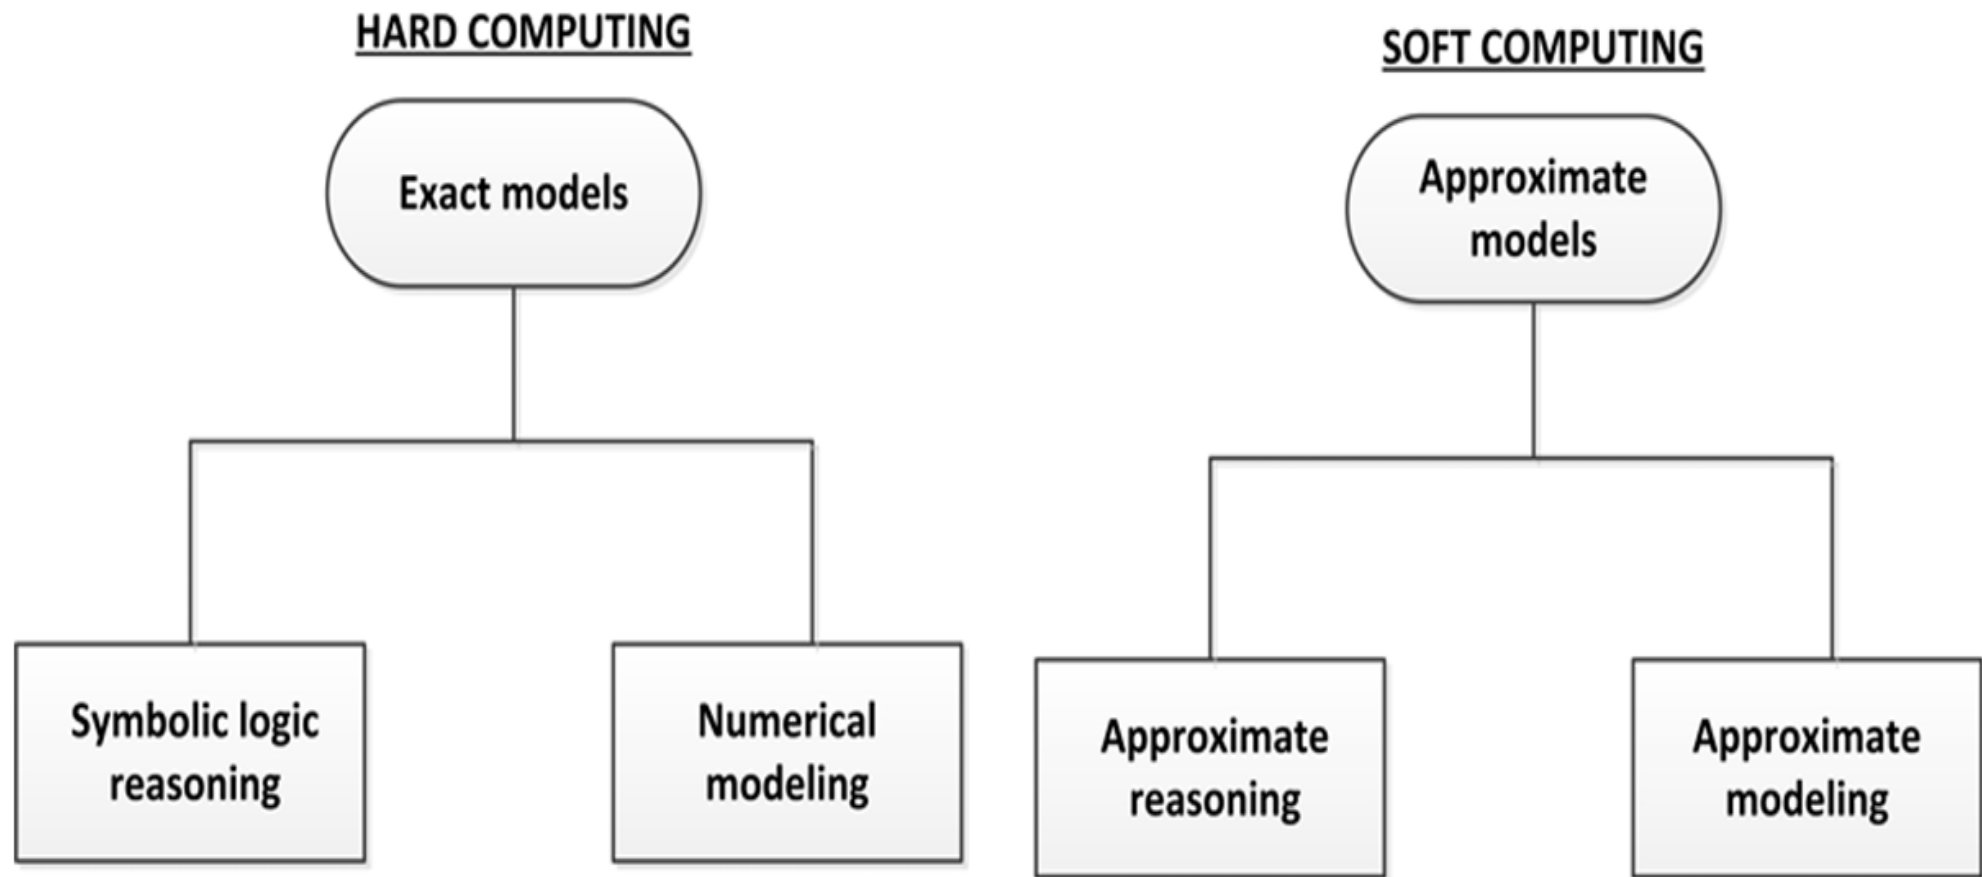 HARD COMPUTING
Exact models
Symbolic logic
reasoning
Numerical
modeling
SOFT COMPUTING
Approximate
models
Approximate
reasoning
Approximate
modeling